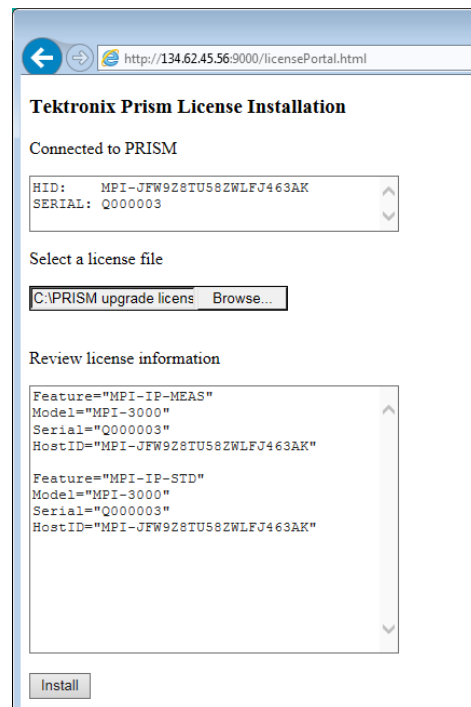 http://134.62.45.56:9000/licensePortal.html
Tektronix Prism License Installation
Connected to PRISM
HID:    MPI-JFW9Z8TU58ZWLFJ463AK
SERIAL: Q000003
Select a license file
C:\PRISM upgrade licens Browse...
Review license information
Feature="MPI-IP-MEAS"
Model="MPI-3000"
Serial="Q000003"
HostID="MPI-JFW9Z8TU58ZWLFJ463AK"
Feature="MPI-IP-STD"
Model="MPI-3000"
Serial="Q000003"
HostID="MPI-JFW9Z8TU58ZWLFJ463AK"
Install